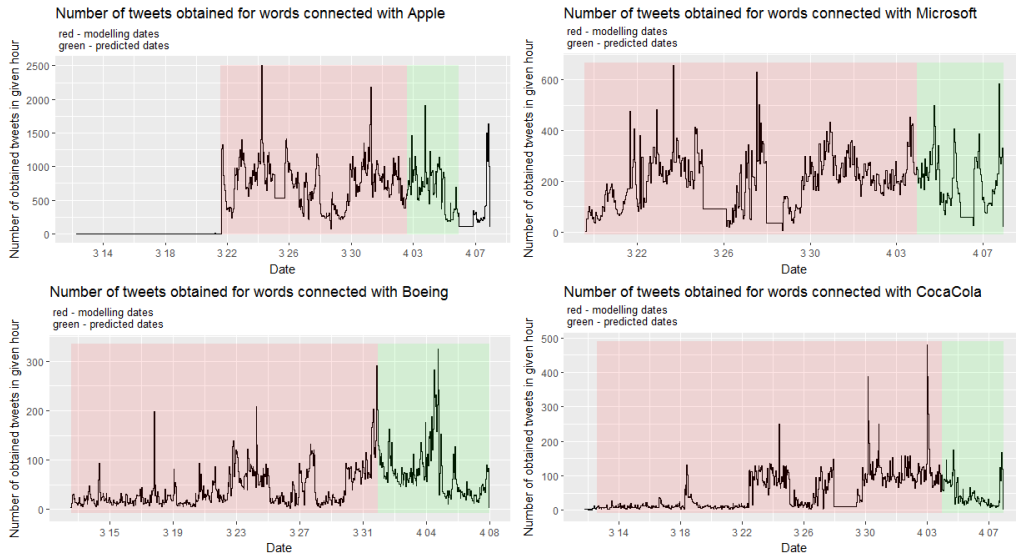 Number of tweets obtained for words connected with Apple
red - modelling dates
green - predicted dates
Number of obtained tweets in given hour
2500
2000
1500
1000
500
0
3 14 3 18 3 22 3 26 3 30 4 03 4 07
Date
Number of tweets obtained for words connected with Microsoft
red - modelling dates
green - predicted dates
Number of obtained tweets in given hour
600
400
200
0
3 22 3 26 3 30 4 03 4 07
Date
Number of tweets obtained for words connected with Boeing
red - modelling dates
green - predicted dates
Number of obtained tweets in given hour
300
200
100
0
3 15 3 19 3 23 3 27 3 31 4 04 4 08
Date
Number of tweets obtained for words connected with CocaCola
red - modelling dates
green - predicted dates
Number of obtained tweets in given hour
500
400
300
200
100
0
3 14 3 18 3 22 3 26 3 30 4 03 4 07
Date